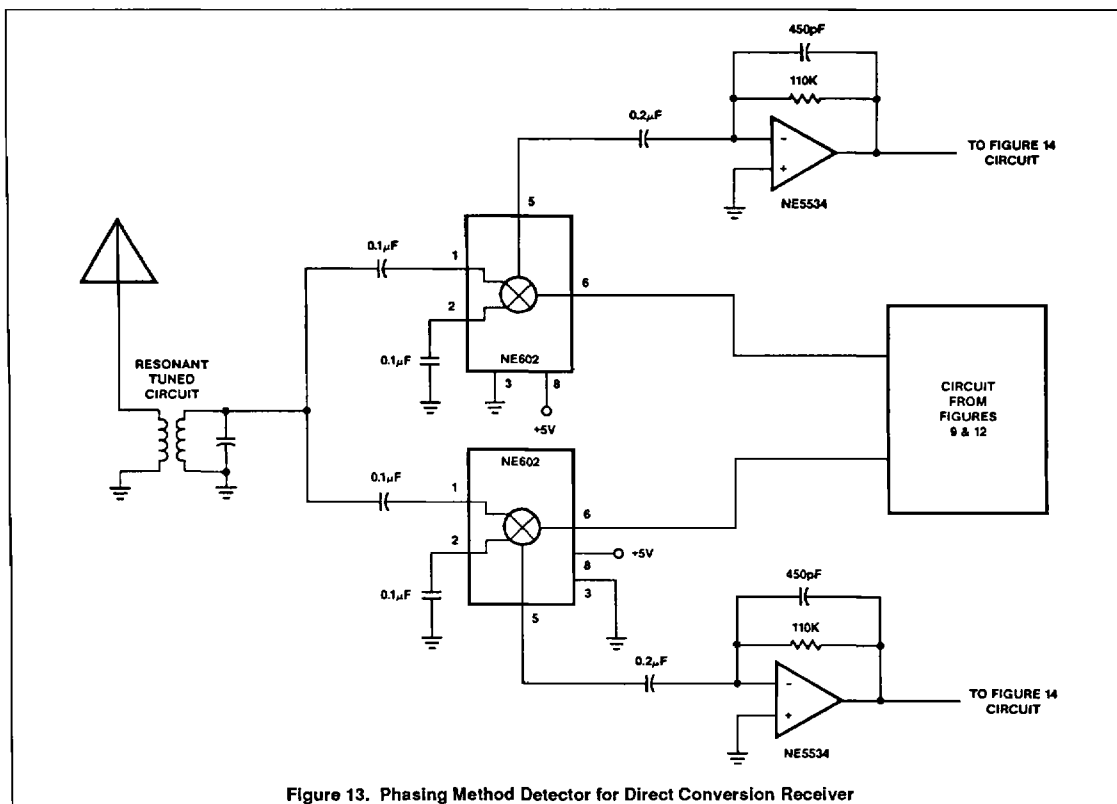 450pF
110K
0.2µF
-
+
NE5534
TO FIGURE 14
CIRCUIT
5
0.1µF
1
2
6
0.1µF
NE602
3
8
+5V
RESONANT
TUNED
CIRCUIT
CIRCUIT
FROM
FIGURES
9 & 12
NE602
0.1µF
1
2
6
+5V
8
3
0.1µF
5
450pF
110K
0.2µF
-
+
NE5534
TO FIGURE 14
CIRCUIT
Figure 13. Phasing Method Detector for Direct Conversion Receiver